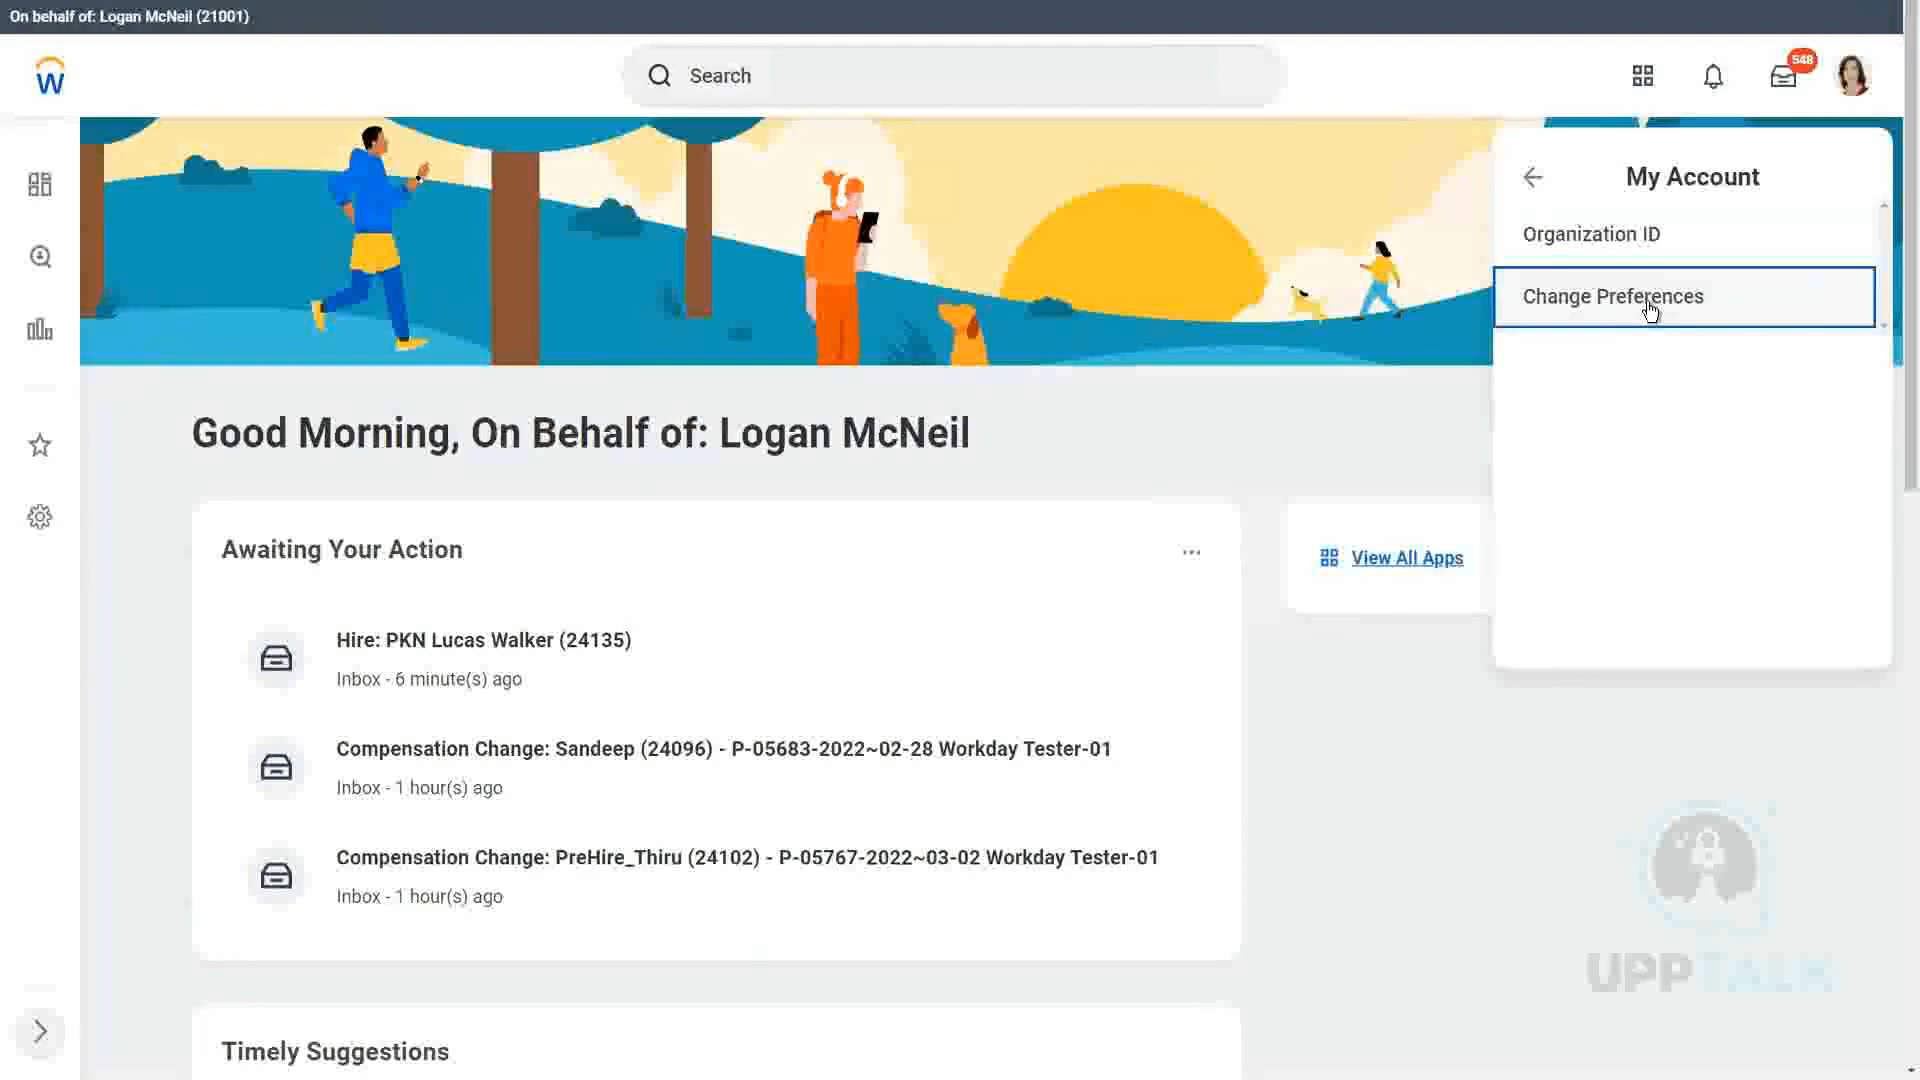 On behalf of: Logan McNeil (21001)
W
Search
548
My Account
Organization ID
Change Preferences
Good Morning, On Behalf of: Logan McNeil
Awaiting Your Action
View All Apps
Hire: PKN Lucas Walker (24135)
Inbox - 6 minute(s) ago
Compensation Change: Sandeep (24096) - P-05683-2022~02-28 Workday Tester-01
Inbox - 1 hour(s) ago
Compensation Change: PreHire_Thiru (24102) - P-05767-2022~03-02 Workday Tester-01
Inbox - 1 hour(s) ago
UPPTALK
Timely Suggestions